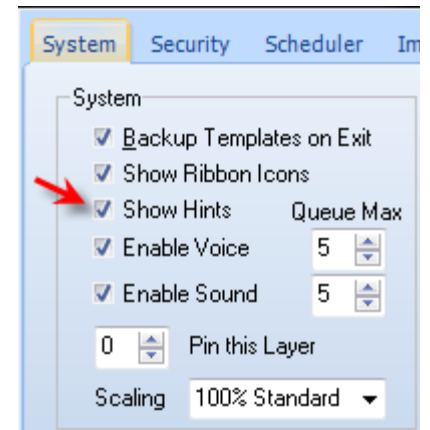 System Security Scheduler Im
System
Backup Templates on Exit
Show Ribbon Icons
Show Hints Queue Max
Enable Voice 5
Enable Sound 5
0 Pin this Layer
Scaling 100% Standard